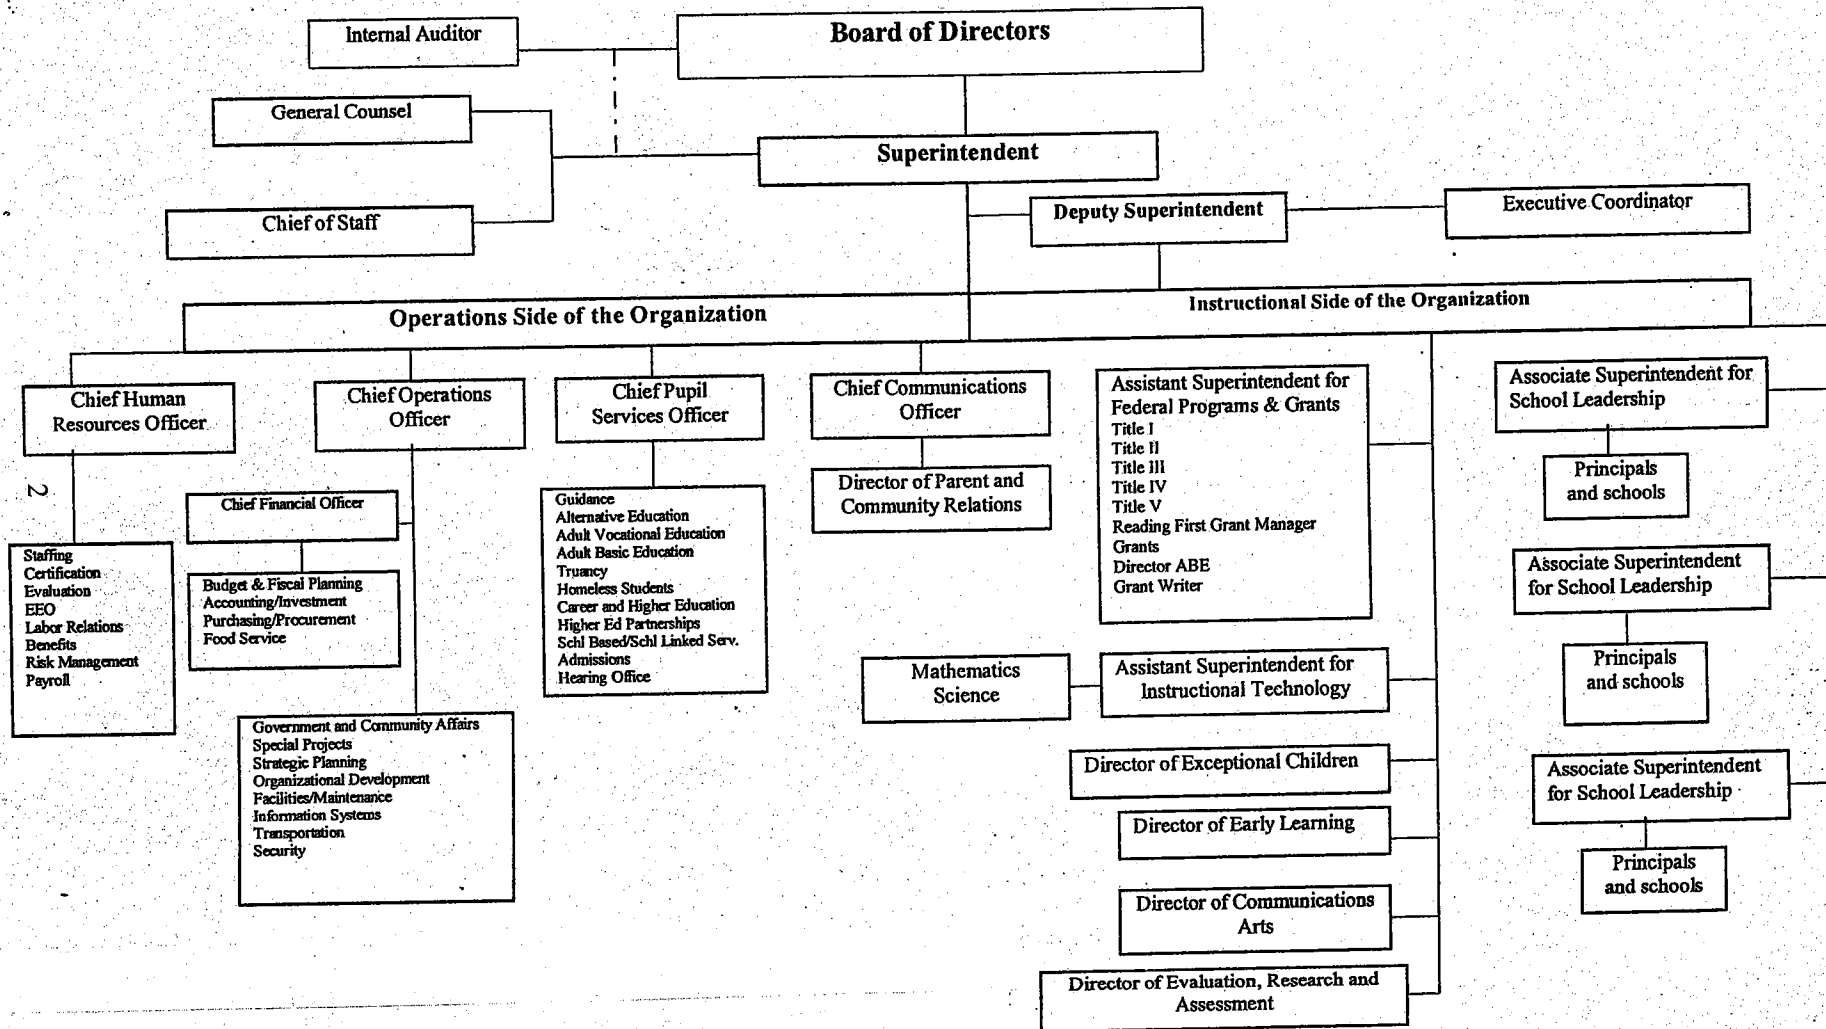 Internal Auditor
Board of Directors
General Counsel
Superintendent
Chief of Staff
Deputy Superintendent
Executive Coordinator
Operations Side of the Organization
Instructional Side of the Organization
Chief Human
Resources Officer
Chief Operations
Officer
Chief Pupil
Services Officer
Chief Communications
Officer
Assistant Superintendent for
Federal Programs & Grants
Title I
Title II
Title III
Title IV
Title V
Reading First Grant Manager
Grants
Director ABE
Grant Writer
Associate Superintendent for
School Leadership
Principals
and schools
2
Chief Financial Officer
Director of Parent and
Community Relations
Staffing
Certification
Evaluation
EEO
Labor Relations
Benefits
Risk Management
Payroll
Budget & Fiscal Planning
Accounting/Investment
Purchasing/Procurement
Food Service
Guidance
Alternative Education
Adult Vocational Education
Adult Basic Education
Truancy
Homeless Students
Career and Higher Education
Higher Ed Partnerships
Schl Based/Schl Linked Serv.
Admissions
Hearing Office
Associate Superintendent
for School Leadership
Principals
and schools
Mathematics
Science
Assistant Superintendent for
Instructional Technology
Government and Community Affairs
Special Projects
Strategic Planning
Organizational Development
Facilities/Maintenance
Information Systems
Transportation
Security
Director of Exceptional Children
Associate Superintendent
for School Leadership
Director of Early Learning
Principals
and schools
Director of Communications
Arts
Director of Evaluation, Research and
Assessment